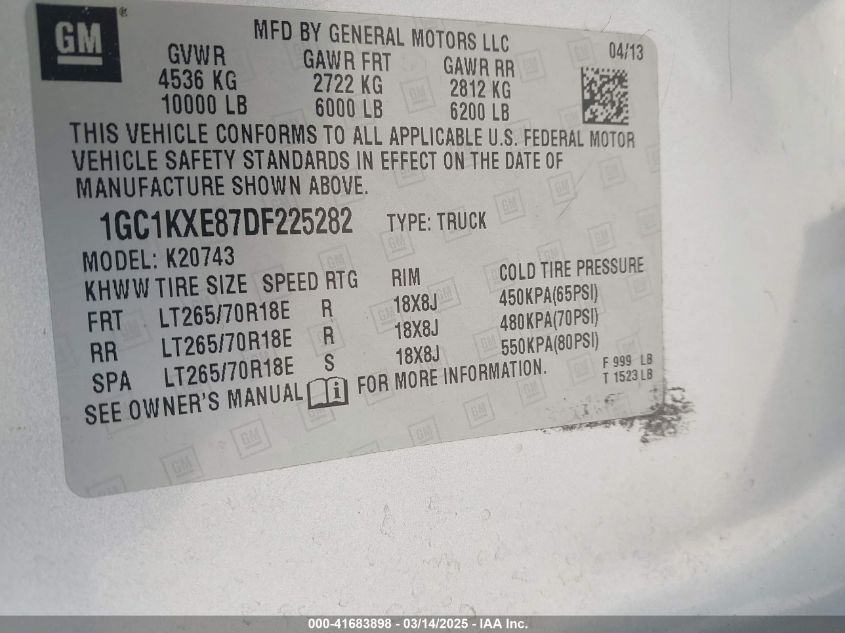 GM
MFD BY GENERAL MOTORS LLC
04/13
GVWR GAWR FRT GAWR RR
4536 KG 2722 KG 2812 KG
10000 LB 6000 LB 6200 LB
THIS VEHICLE CONFORMS TO ALL APPLICABLE U.S. FEDERAL MOTOR
VEHICLE SAFETY STANDARDS IN EFFECT ON THE DATE OF
MANUFACTURE SHOWN ABOVE.
1GC1KXE87DF225282 TYPE: TRUCK
MODEL: K20743
KHWW TIRE SIZE SPEED RTG RIM COLD TIRE PRESSURE
FRT LT265/70R18E R 18X8J 450KPA(65PSI)
RR LT265/70R18E R 18X8J 480KPA(70PSI)
SPA LT265/70R18E S 18X8J 550KPA(80PSI)
SEE OWNER'S MANUAL i FOR MORE INFORMATION.
F 999 LB
T 1523 LB
000-41683898 - 03/14/2025 - IAA Inc.